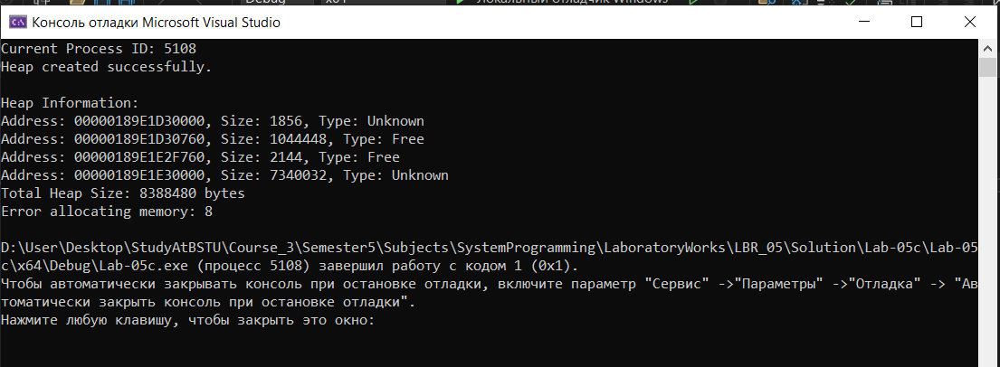 Debug
x64
Локальный отладчик Windows
Консоль отладки Microsoft Visual Studio
Current Process ID: 5108
Heap created successfully.
Heap Information:
Address: 00000189E1D30000, Size: 1856, Type: Unknown
Address: 00000189E1D30760, Size: 1044448, Type: Free
Address: 00000189E1E2F760, Size: 2144, Type: Free
Address: 00000189E1E30000, Size: 7340032, Type: Unknown
Total Heap Size: 8388480 bytes
Error allocating memory: 8
D:\User\Desktop\StudyAtBSTU\Course_3\Semester5\Subjects\SystemProgramming\LaboratoryWorks\LBR_05\Solution\Lab-05c\Lab-05
c\x64\Debug\Lab-05c.exe (процесс 5108) завершил работу с кодом 1 (0x1).
Чтобы автоматически закрывать консоль при остановке отладки, включите параметр "Сервис" ->"Параметры" ->"Отладка" -> "Ав
томатически закрыть консоль при остановке отладки".
Нажмите любую клавишу, чтобы закрыть это окно: